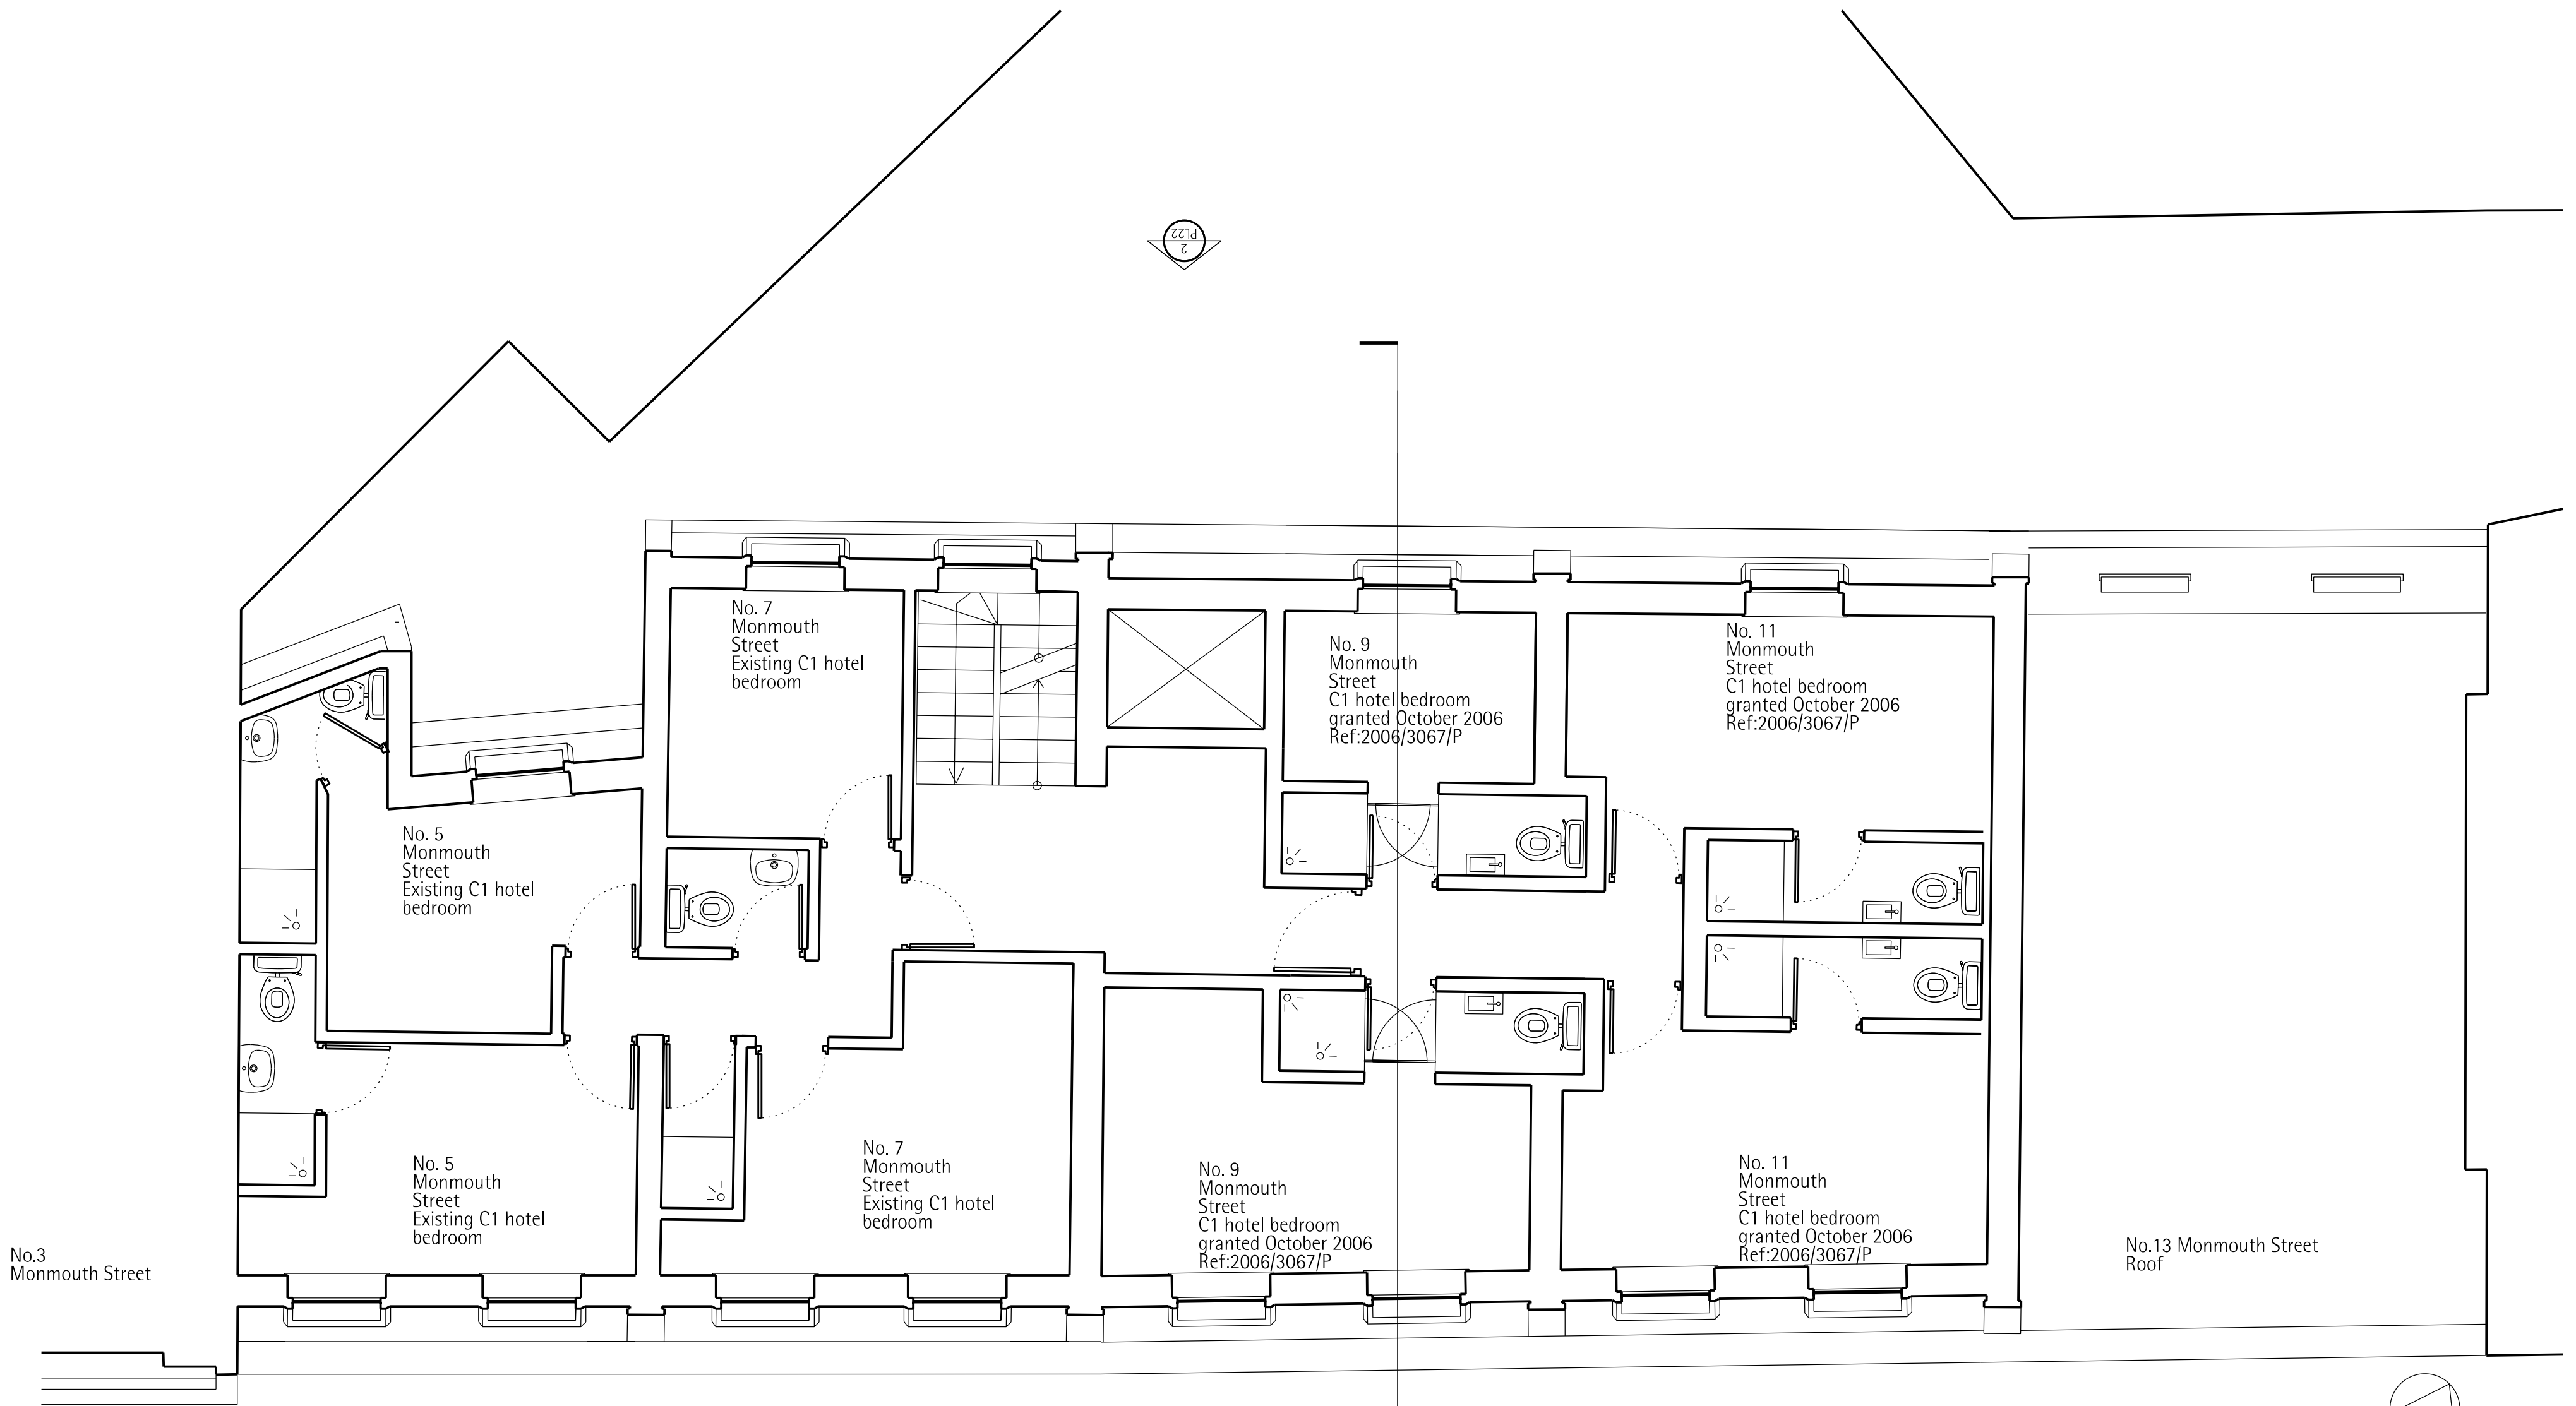 PL22
2
No. 7
Monmouth
Street
Existing C1 hotel
bedroom
No. 9
Monmouth
Street
C1 hotel bedroom
granted October 2006
Ref:2006/3067/P
No. 11
Monmouth
Street
C1 hotel bedroom
granted October 2006
Ref:2006/3067/P
No. 5
Monmouth
Street
Existing C1 hotel
bedroom
No. 5
Monmouth
Street
Existing C1 hotel
bedroom
No. 7
Monmouth
Street
Existing C1 hotel
bedroom
No. 9
Monmouth
Street
C1 hotel bedroom
granted October 2006
Ref:2006/3067/P
No. 11
Monmouth
Street
C1 hotel bedroom
granted October 2006
Ref:2006/3067/P
No.3
Monmouth Street
No.13 Monmouth Street
Roof